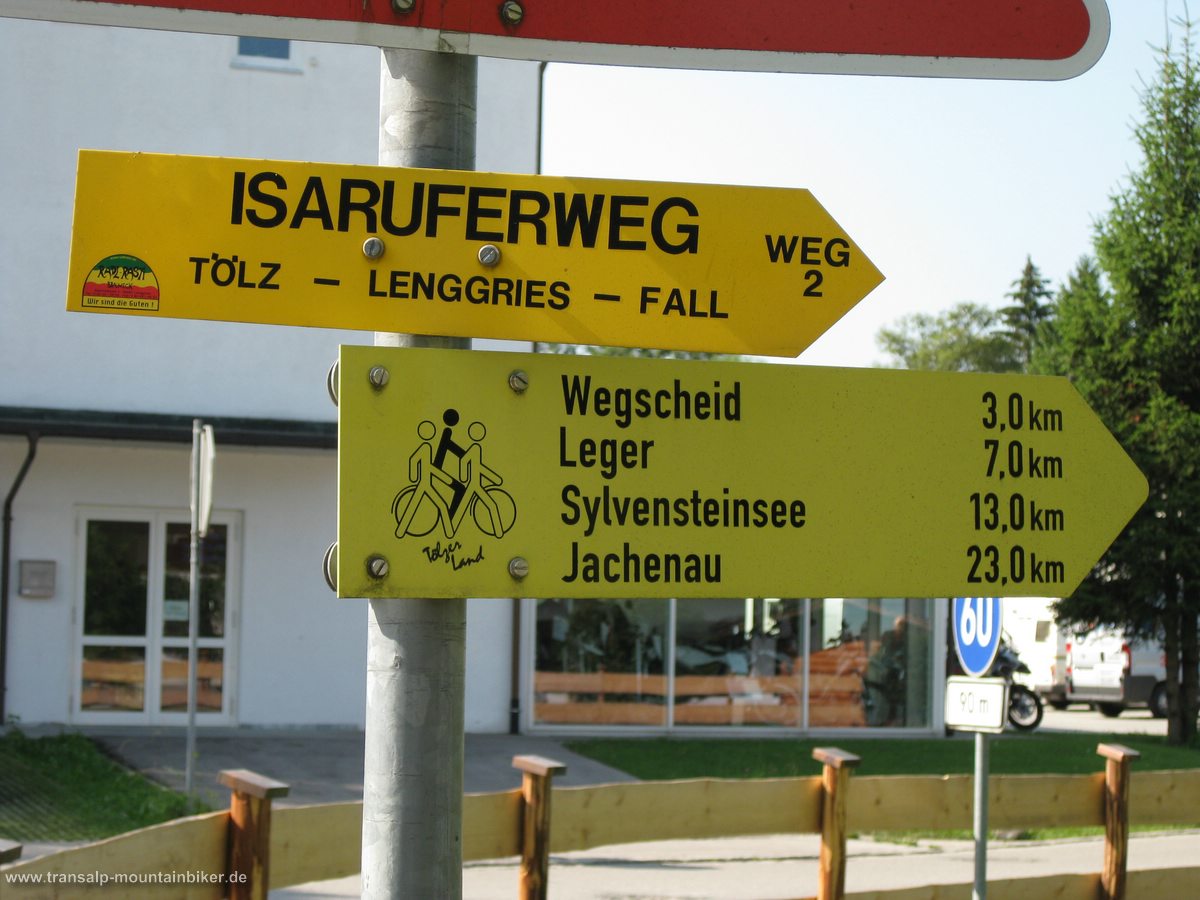 ISARUFERWEG
WEG
2
TÖLZ – LENGGRIES – FALL
Wir sind die Guten !
Wegscheid 3,0 km
Leger 7,0 km
Sylvensteinsee 13,0 km
Jachenau 23,0 km
Tölzer
Land
60
90 m
www.transalp-mountainbiker.de